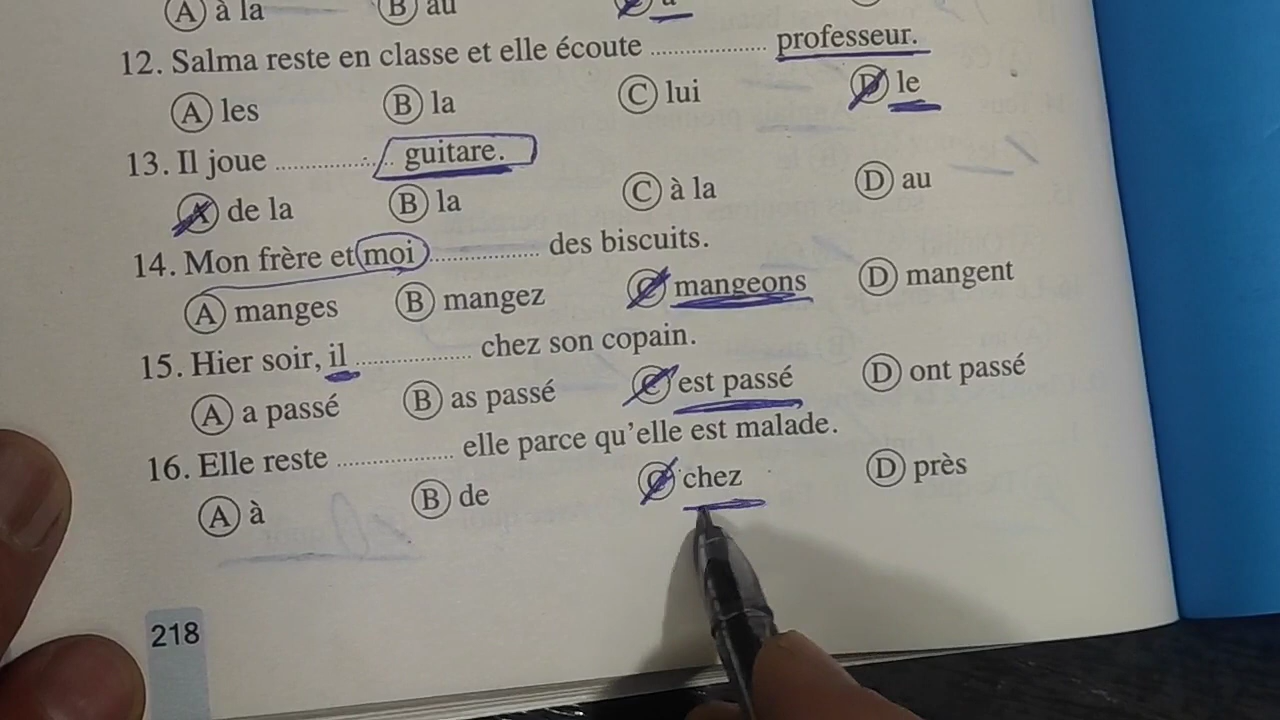 A à la B au à
12. Salma reste en classe et elle écoute .................... professeur.
A les B la C lui D le
13. Il joue .................... guitare.
A de la B la C à la D au
14. Mon frère et moi .................... des biscuits.
A manges B mangez C mangeons D mangent
15. Hier soir, il .................... chez son copain.
A a passé B as passé C est passé D ont passé
16. Elle reste .................... elle parce qu'elle est malade.
A à B de C chez D près
218